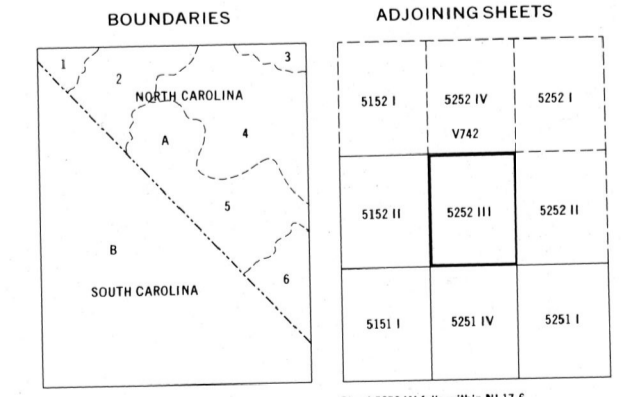 BOUNDARIES
1
2
3
NORTH CAROLINA
A
4
5
B
6
SOUTH CAROLINA
ADJOINING SHEETS
5152 I 5252 IV 5252 I
V742
5152 II 5252 III 5252 II
5151 I 5251 IV 5251 I